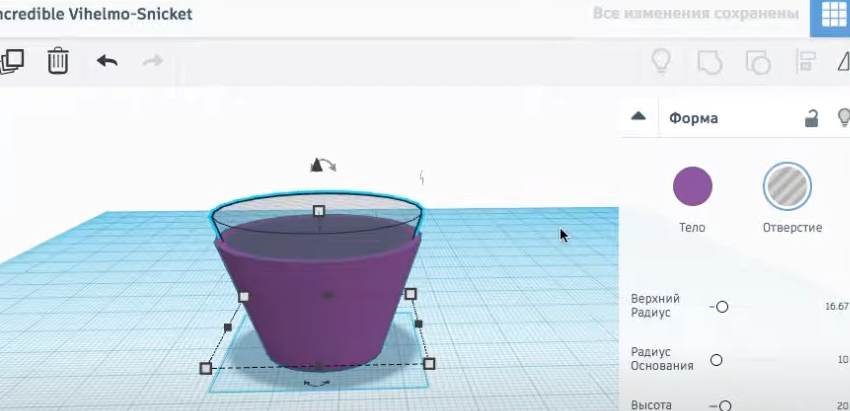 ncredible Vihelmo-Snicket
Все изменения сохранены
Форма
Тело
Отверстие
Верхний
Радиус
16.67
Радиус
Основания
10
Высота
20